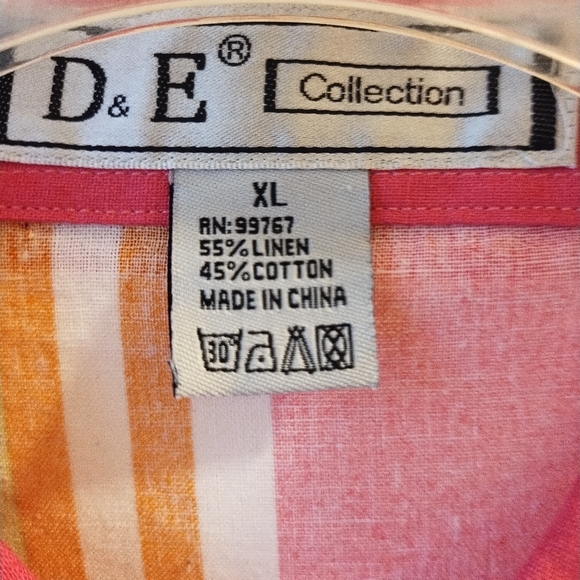 D & E® Collection
XL
RN: 99767
55% LINEN
45% COTTON
MADE IN CHINA
30°